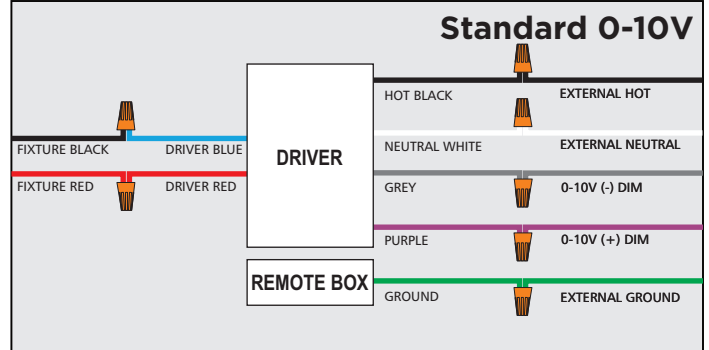 Standard 0-10V
HOT BLACK
EXTERNAL HOT
FIXTURE BLACK
DRIVER BLUE
DRIVER
NEUTRAL WHITE
EXTERNAL NEUTRAL
FIXTURE RED
DRIVER RED
GREY
0-10V (-) DIM
PURPLE
0-10V (+) DIM
REMOTE BOX
GROUND
EXTERNAL GROUND